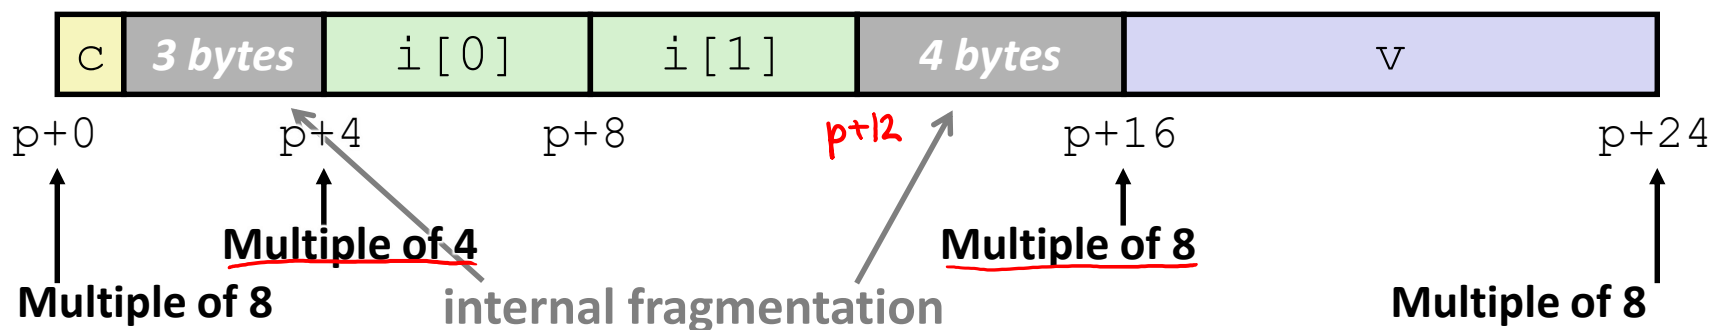 c 3 bytes i[0] i[1] 4 bytes v
p+0 p+4 p+8 p+12 p+16 p+24
Multiple of 4 Multiple of 8
Multiple of 8 internal fragmentation Multiple of 8